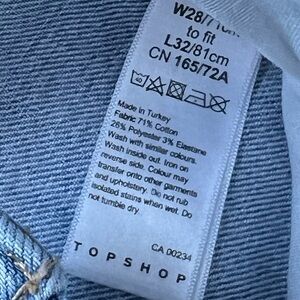 W28/71cm
to fit
L32/81cm
CN 165/72A
40
Made in Turkey
Fabric 71% Cotton
26% Polyester 3% Elastane
Wash with similar colours.
Wash inside out. Iron on
reverse side. Colour may
transfer onto other garments
and upholstery. Do not rub
isolated stains when wet. Do
not tumble dry.
CA 00234
TOPSHOP